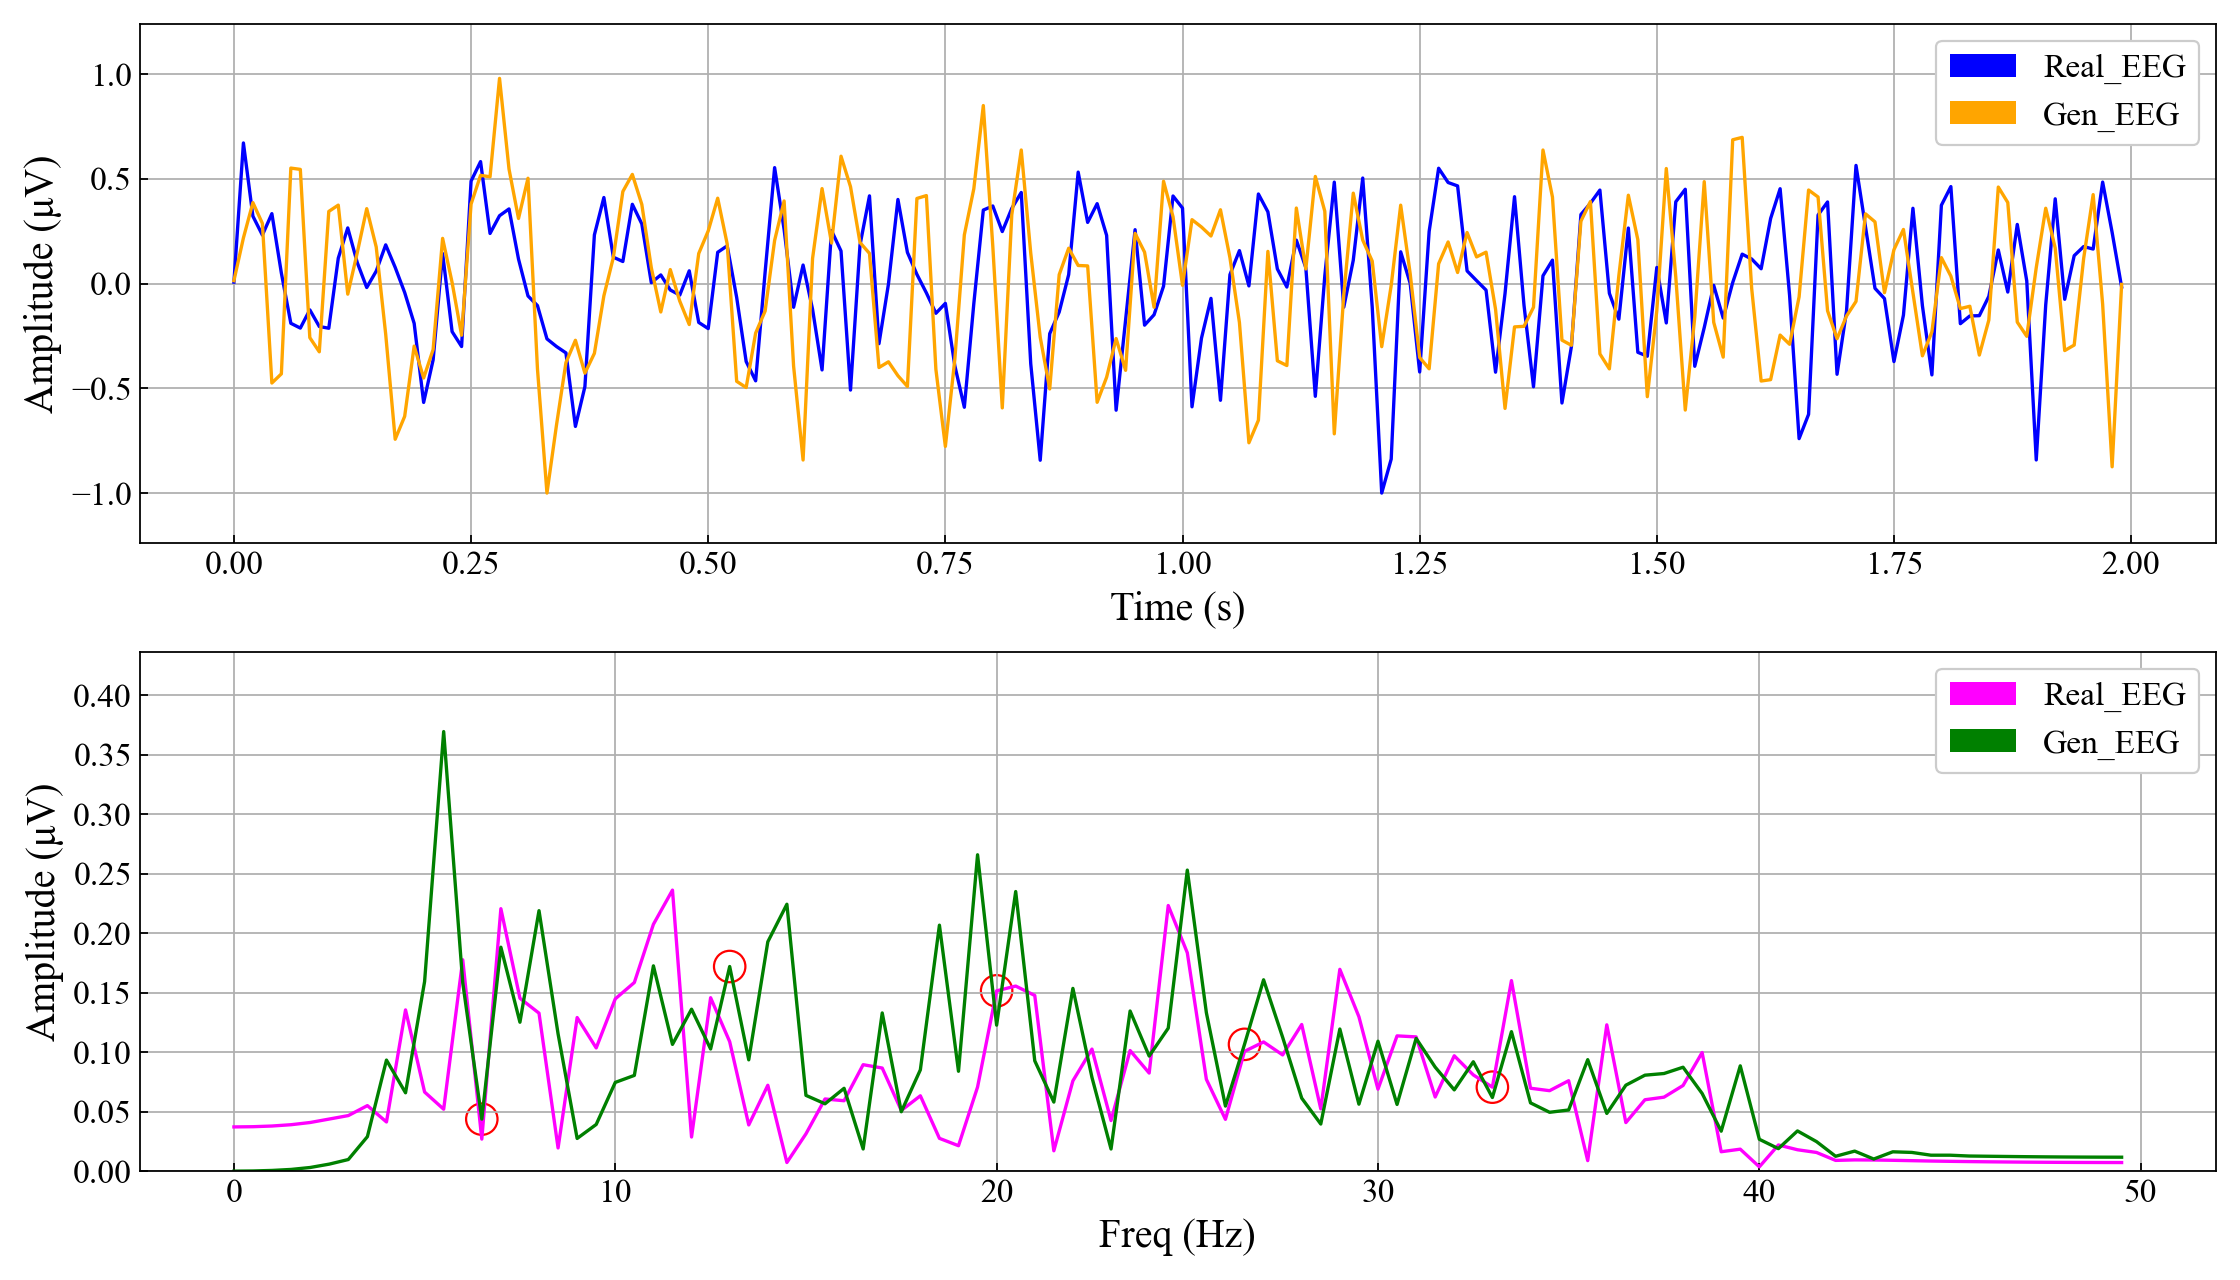 Amplitude (μV)
1.0
0.5
0.0
−0.5
−1.0
Real_EEG
Gen_EEG
0.00 0.25 0.50 0.75 1.00 1.25 1.50 1.75 2.00
Time (s)
Amplitude (μV)
0.40
0.35
0.30
0.25
0.20
0.15
0.10
0.05
0.00
Real_EEG
Gen_EEG
0 10 20 30 40 50
Freq (Hz)